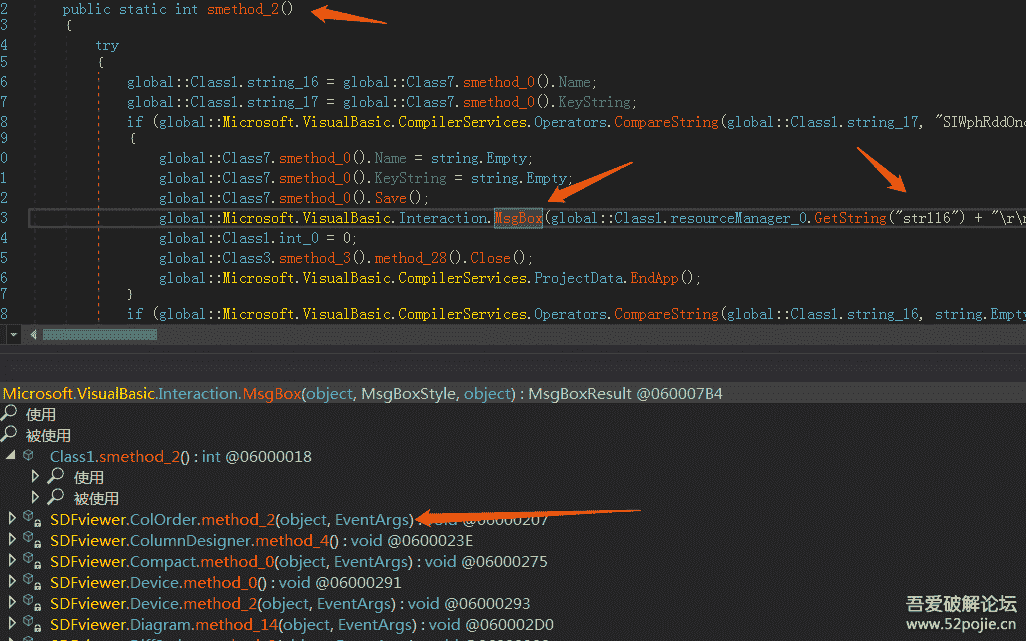 2 public static int smethod_2()
3 {
4 try
5 {
6 global::Class1.string_16 = global::Class7.smethod_0().Name;
7 global::Class1.string_17 = global::Class7.smethod_0().KeyString;
8 if (global::Microsoft.VisualBasic.CompilerServices.Operators.CompareString(global::Class1.string_17, "SIWphRddOn
9 {
0 global::Class7.smethod_0().Name = string.Empty;
1 global::Class7.smethod_0().KeyString = string.Empty;
2 global::Class7.smethod_0().Save();
3 global::Microsoft.VisualBasic.Interaction.MsgBox(global::Class1.resourceManager_0.GetString("str116") + "\r\
4 global::Class1.int_0 = 0;
5 global::Class3.smethod_3().method_28().Close();
6 global::Microsoft.VisualBasic.CompilerServices.ProjectData.EndApp();
7 }
8 if (global::Microsoft.VisualBasic.CompilerServices.Operators.CompareString(global::Class1.string_16, string.Empty
Microsoft.VisualBasic.Interaction.MsgBox(object, MsgBoxStyle, object) : MsgBoxResult @060007B4
使用
被使用
Class1.smethod_2() : int @06000018
使用
被使用
SDFviewer.ColOrder.method_2(object, EventArgs) : void @06000207
SDFviewer.ColumnDesigner.method_4() : void @0600023E
SDFviewer.Compact.method_0(object, EventArgs) : void @06000275
SDFviewer.Device.method_0() : void @06000291
SDFviewer.Device.method_2(object, EventArgs) : void @06000293
SDFviewer.Diagram.method_14(object, EventArgs) : void @060002D0
吾爱破解论坛
www.52pojie.cn